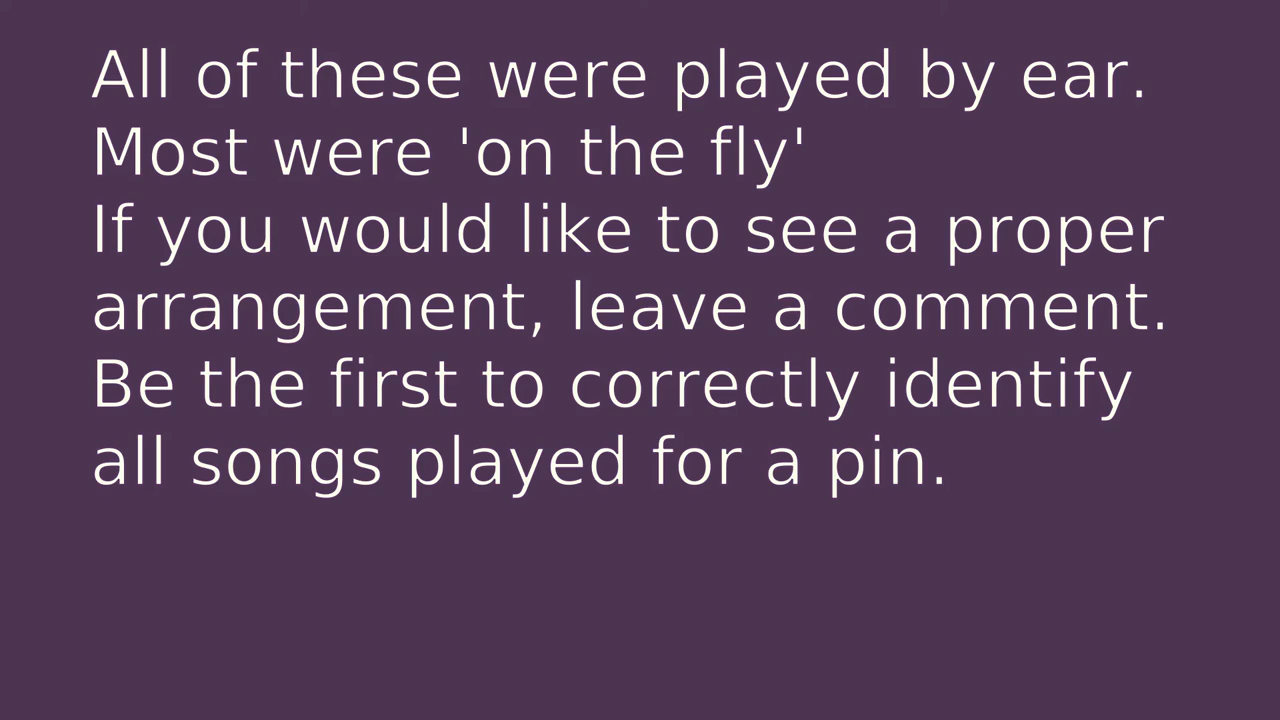 All of these were played by ear.
Most were 'on the fly'
If you would like to see a proper
arrangement, leave a comment.
Be the first to correctly identify
all songs played for a pin.